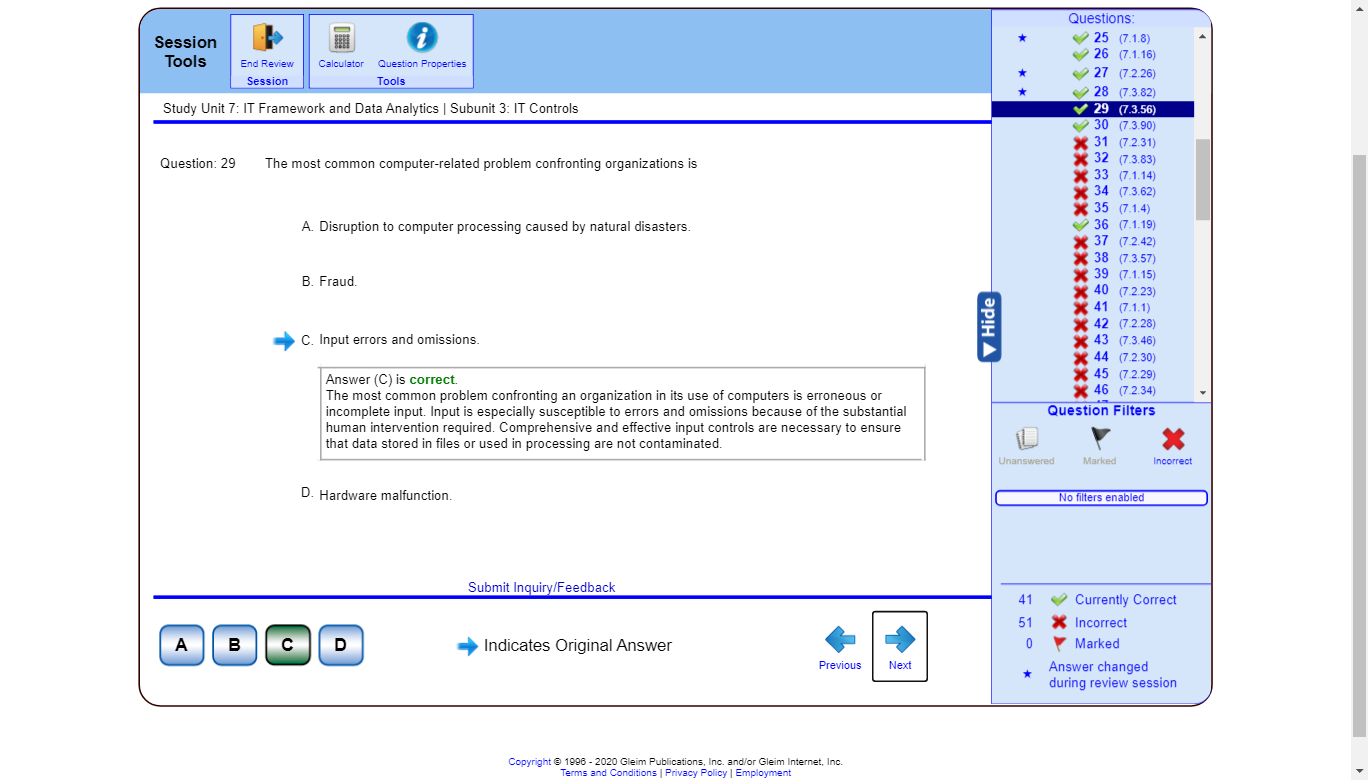 Session
Tools
End Review
Session
Calculator
Question Properties
Tools
Study Unit 7: IT Framework and Data Analytics | Subunit 3: IT Controls
Question: 29
The most common computer-related problem confronting organizations is
A. Disruption to computer processing caused by natural disasters.
B. Fraud.
C. Input errors and omissions.
Answer (C) is correct.
The most common problem confronting an organization in its use of computers is erroneous or
incomplete input. Input is especially susceptible to errors and omissions because of the substantial
human intervention required. Comprehensive and effective input controls are necessary to ensure
that data stored in files or used in processing are not contaminated.
D. Hardware malfunction.
Submit Inquiry/Feedback
A
B
C
D
Indicates Original Answer
Previous
Next
Questions:
25 (7.1.8)
26 (7.1.16)
27 (7.2.26)
28 (7.3.82)
29 (7.3.56)
30 (7.3.90)
31 (7.2.31)
32 (7.3.83)
33 (7.1.14)
34 (7.3.62)
35 (7.1.4)
36 (7.1.19)
37 (7.2.42)
38 (7.3.57)
39 (7.1.15)
40 (7.2.23)
41 (7.1.1)
42 (7.2.28)
43 (7.3.46)
44 (7.2.30)
45 (7.2.29)
46 (7.2.34)
Hide
Question Filters
Unanswered
Marked
Incorrect
No filters enabled
41 Currently Correct
51 Incorrect
0 Marked
Answer changed
during review session
Copyright © 1996 - 2020 Gleim Publications, Inc. and/or Gleim Internet, Inc.
Terms and Conditions | Privacy Policy | Employment